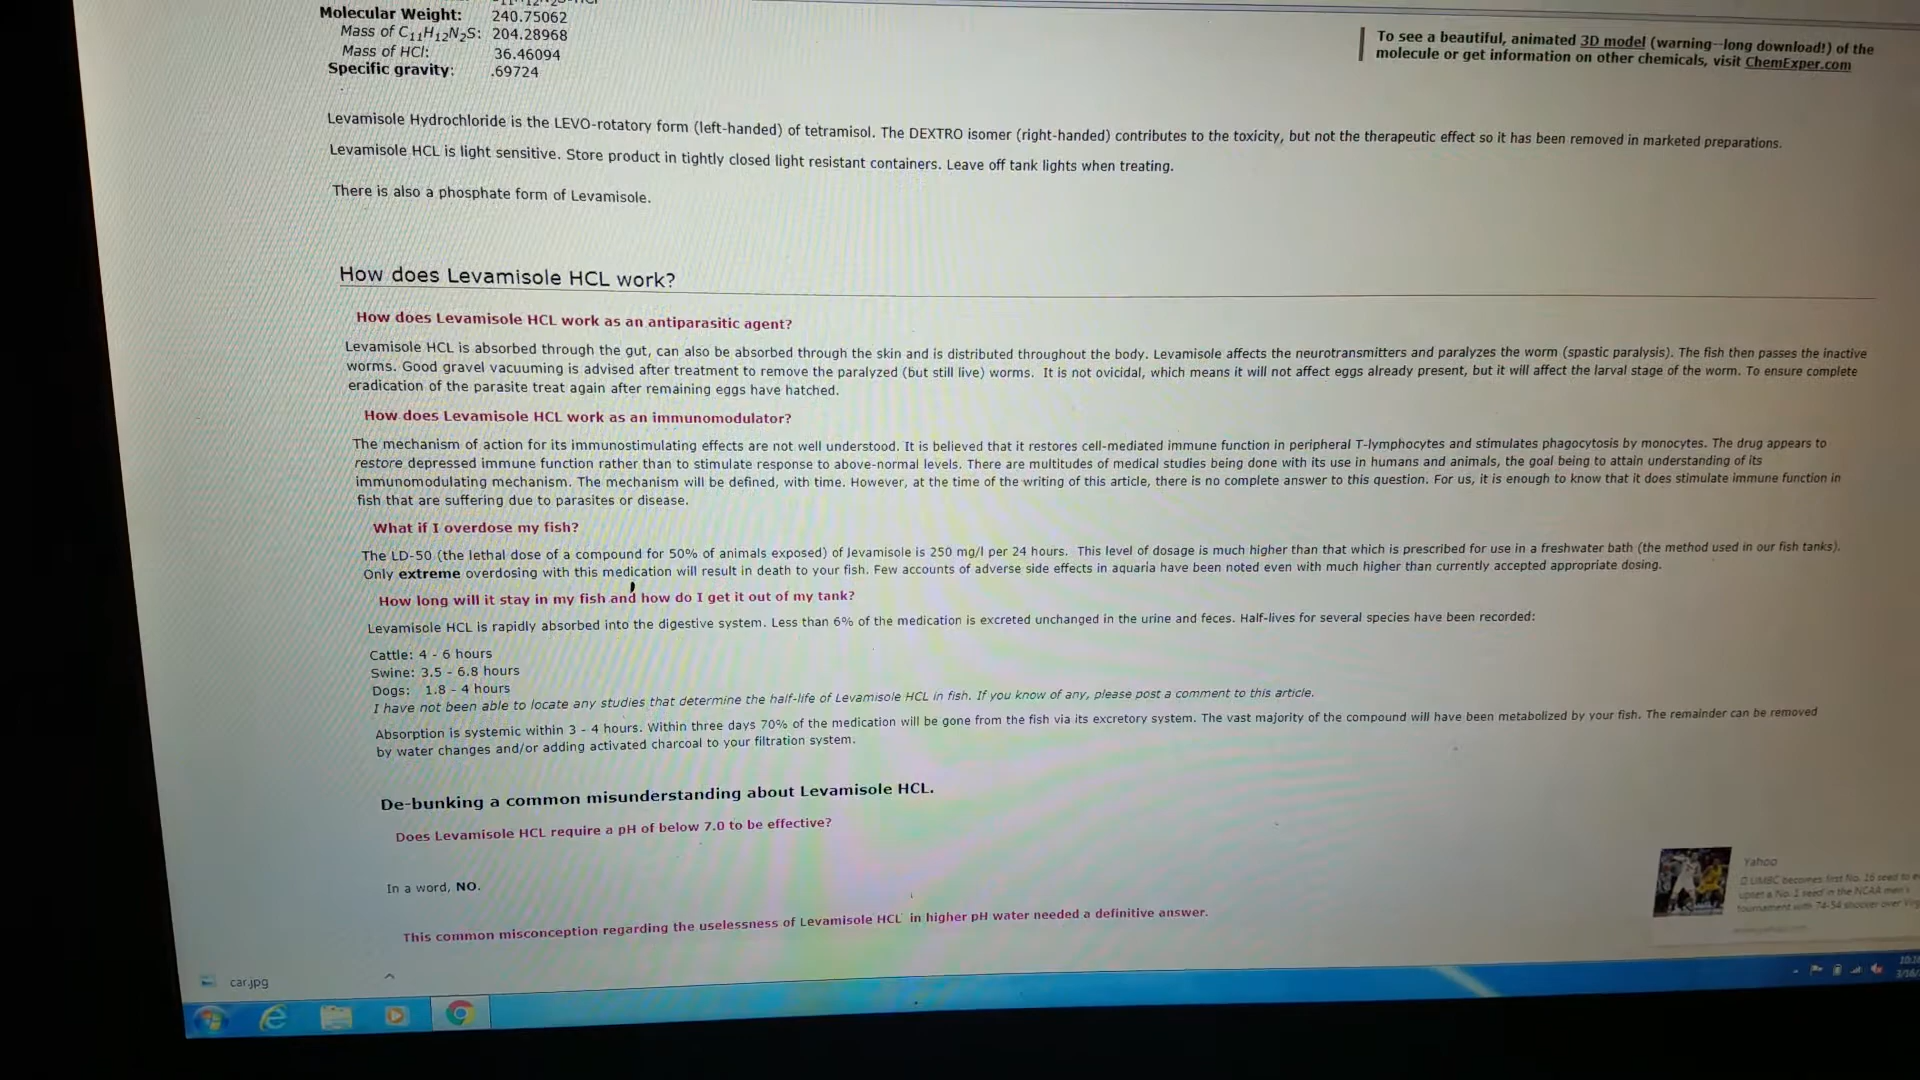 Molecular Weight: 240.75062
Mass of C11H12N2S: 204.28968
Mass of HCl: 36.46094
Specific gravity: .69724
To see a beautiful, animated 3D model (warning--long download!) of the
molecule or get information on other chemicals, visit ChemExper.com
Levamisole Hydrochloride is the LEVO-rotatory form (left-handed) of tetramisol. The DEXTRO isomer (right-handed) contributes to the toxicity, but not the therapeutic effect so it has been removed in marketed preparations.
Levamisole HCL is light sensitive. Store product in tightly closed light resistant containers. Leave off tank lights when treating.
There is also a phosphate form of Levamisole.
How does Levamisole HCL work?
How does Levamisole HCL work as an antiparasitic agent?
Levamisole HCL is absorbed through the gut, can also be absorbed through the skin and is distributed throughout the body. Levamisole affects the neurotransmitters and paralyzes the worm (spastic paralysis). The fish then passes the inactive
worms. Good gravel vacuuming is advised after treatment to remove the paralyzed (but still live) worms. It is not ovicidal, which means it will not affect eggs already present, but it will affect the larval stage of the worm. To ensure complete
eradication of the parasite treat again after remaining eggs have hatched.
How does Levamisole HCL work as an immunomodulator?
The mechanism of action for its immunostimulating effects are not well understood. It is believed that it restores cell-mediated immune function in peripheral T-lymphocytes and stimulates phagocytosis by monocytes. The drug appears to
restore depressed immune function rather than to stimulate response to above-normal levels. There are multitudes of medical studies being done with its use in humans and animals, the goal being to attain understanding of its
immunomodulating mechanism. The mechanism will be defined, with time. However, at the time of the writing of this article, there is no complete answer to this question. For us, it is enough to know that it does stimulate immune function in
fish that are suffering due to parasites or disease.
What if I overdose my fish?
The LD-50 (the lethal dose of a compound for 50% of animals exposed) of levamisole is 250 mg/l per 24 hours. This level of dosage is much higher than that which is prescribed for use in a freshwater bath (the method used in our fish tanks).
Only extreme overdosing with this medication will result in death to your fish. Few accounts of adverse side effects in aquaria have been noted even with much higher than currently accepted appropriate dosing.
How long will it stay in my fish and how do I get it out of my tank?
Levamisole HCL is rapidly absorbed into the digestive system. Less than 6% of the medication is excreted unchanged in the urine and feces. Half-lives for several species have been recorded:
Cattle: 4 - 6 hours
Swine: 3.5 - 6.8 hours
Dogs: 1.8 - 4 hours
I have not been able to locate any studies that determine the half-life of Levamisole HCL in fish. If you know of any, please post a comment to this article.
Absorption is systemic within 3 - 4 hours. Within three days 70% of the medication will be gone from the fish via its excretory system. The vast majority of the compound will have been metabolized by your fish. The remainder can be removed
by water changes and/or adding activated charcoal to your filtration system.
De-bunking a common misunderstanding about Levamisole HCL.
Does Levamisole HCL require a pH of below 7.0 to be effective?
In a word, NO.
This common misconception regarding the uselessness of Levamisole HCL in higher pH water needed a definitive answer.
Yahoo
UMBC becomes first No. 16 seed to
upset a No. 1 seed in the NCAA men's
tournament with 74-54 shocker over
car.jpg